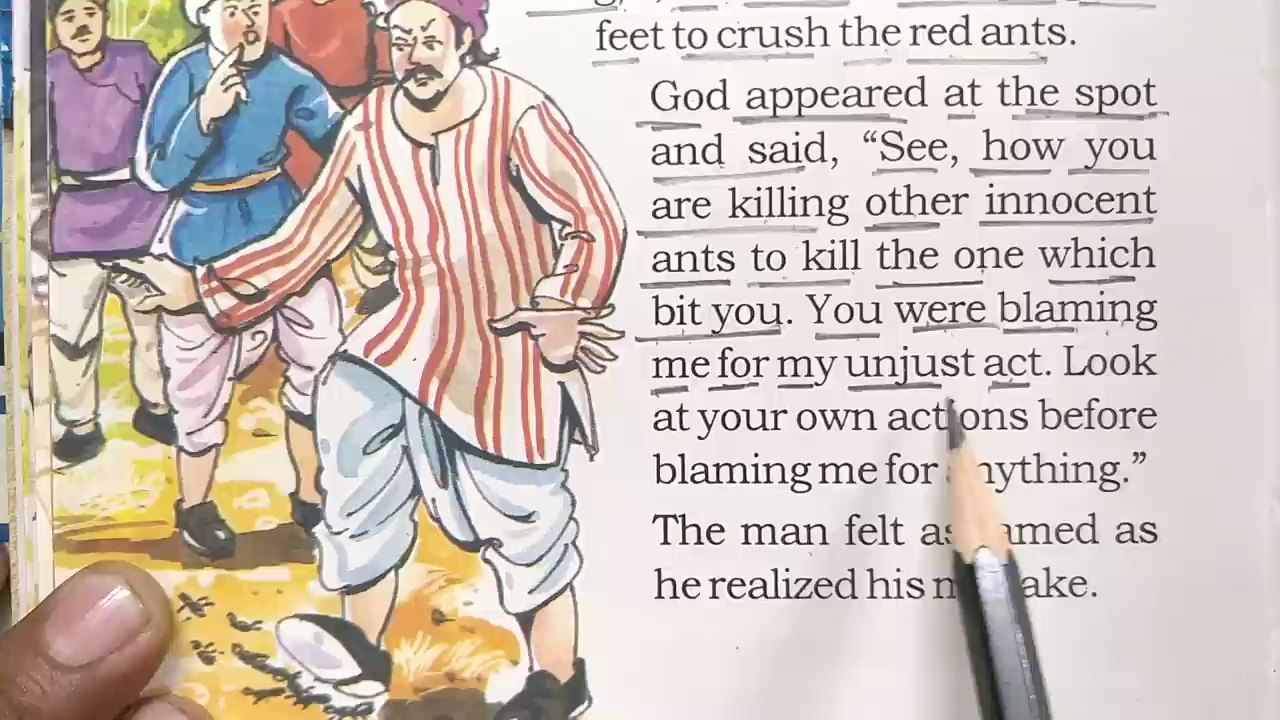 feet to crush the red ants.
God appeared at the spot
and said, “See, how you
are killing other innocent
ants to kill the one which
bit you. You were blaming
me for my unjust act. Look
at your own actions before
blaming me for anything.”
The man felt ashamed as
he realized his mistake.